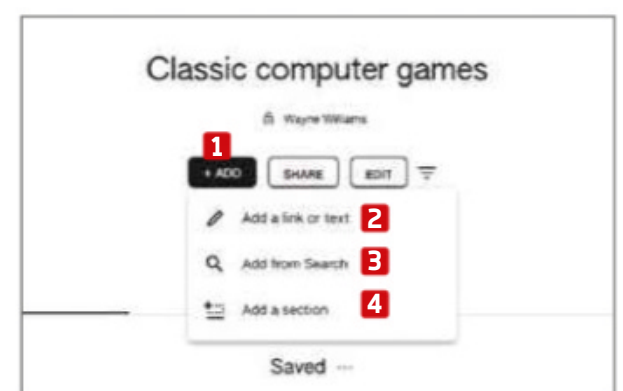 Classic computer games
Wayne Williams
1
+ ADD SHARE EDIT
Add a link or text 2
Add from Search 3
Add a section 4
Saved ...